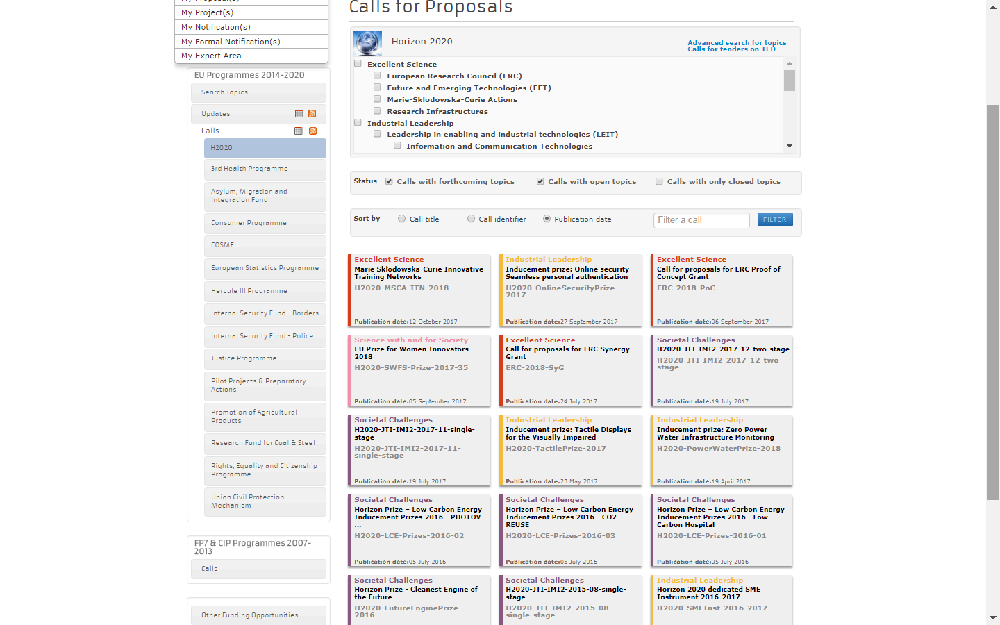 My Project(s)
My Notification(s)
My Formal Notification(s)
My Expert Area
EU Programmes 2014-2020
Search Topics
Updates
Calls
H2020
3rd Health Programme
Asylum, Migration and
Integration Fund
Consumer Programme
COSME
European Statistics Programme
Hercule III Programme
Internal Security Fund - Borders
Internal Security Fund - Police
Justice Programme
Pilot Projects & Preparatory
Actions
Promotion of Agricultural
Products
Research Fund for Coal & Steel
Rights, Equality and Citizenship
Programme
Union Civil Protection
Mechanism
FP7 & CIP Programmes 2007-
2013
Calls
Other Funding Opportunities
Calls for Proposals
Horizon 2020
Advanced search for topics
Calls for tenders on TED
Excellent Science
European Research Council (ERC)
Future and Emerging Technologies (FET)
Marie-Sklodowska-Curie Actions
Research Infrastructures
Industrial Leadership
Leadership in enabling and industrial technologies (LEIT)
Information and Communication Technologies
Status Calls with forthcoming topics Calls with open topics Calls with only closed topics
Sort by Call title Call identifier Publication date Filter a call FILTER
Excellent Science
Marie Skłodowska-Curie Innovative
Training Networks
H2020-MSCA-ITN-2018
Publication date:12 October 2017
Industrial Leadership
Inducement prize: Online security -
Seamless personal authentication
H2020-OnlineSecurityPrize-
2017
Publication date:27 September 2017
Excellent Science
Call for proposals for ERC Proof of
Concept Grant
ERC-2018-PoC
Publication date:06 September 2017
Science with and for Society
EU Prize for Women Innovators
2018
H2020-SWFS-Prize-2017-35
Publication date:05 September 2017
Excellent Science
Call for proposals for ERC Synergy
Grant
ERC-2018-SyG
Publication date:24 July 2017
Societal Challenges
H2020-JTI-IMI2-2017-12-two-stage
H2020-JTI-IMI2-2017-12-two-
stage
Publication date:19 July 2017
Societal Challenges
H2020-JTI-IMI2-2017-11-single-
stage
H2020-JTI-IMI2-2017-11-
single-stage
Publication date:19 July 2017
Industrial Leadership
Inducement prize: Tactile Displays
for the Visually Impaired
H2020-TactilePrize-2017
Publication date:23 May 2017
Industrial Leadership
Inducement prize: Zero Power
Water Infrastructure Monitoring
H2020-PowerWaterPrize-2018
Publication date:19 April 2017
Societal Challenges
Horizon Prize – Low Carbon Energy
Inducement Prizes 2016 - PHOTOV
...
H2020-LCE-Prizes-2016-02
Publication date:05 July 2016
Societal Challenges
Horizon Prize – Low Carbon Energy
Inducement Prizes 2016 - CO2
REUSE
H2020-LCE-Prizes-2016-03
Publication date:05 July 2016
Societal Challenges
Horizon Prize – Low Carbon Energy
Inducement Prizes 2016 - Low
Carbon Hospital
H2020-LCE-Prizes-2016-01
Publication date:05 July 2016
Societal Challenges
Horizon Prize - Cleanest Engine of
the Future
H2020-FutureEnginePrize-
2016
Societal Challenges
H2020-JTI-IMI2-2015-08-single-
stage
H2020-JTI-IMI2-2015-08-
single-stage
Industrial Leadership
Horizon 2020 dedicated SME
Instrument 2016-2017
H2020-SMEInst-2016-2017